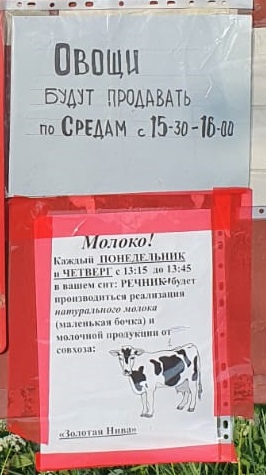 ОВОЩИ
БУДУТ ПРОДАВАТЬ
ПО СРЕДАМ С 15-30-16-00
Молоко!
Каждый ПОНЕДЕЛЬНИК
и ЧЕТВЕРГ с 13:15 до 13:45
в вашем снт: РЕЧНИК-1будет
производиться реализация
натурального молока
(маленькая бочка) и
молочной продукции от
совхоза:
«Золотая Нива»